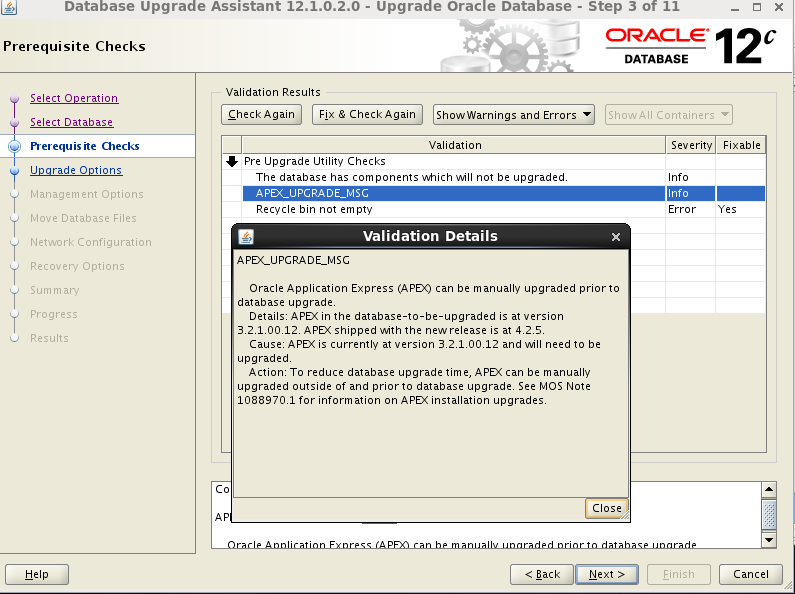 Database Upgrade Assistant 12.1.0.2.0 - Upgrade Oracle Database - Step 3 of 11
Prerequisite Checks
ORACLE
DATABASE
12c
Select Operation
Select Database
Prerequisite Checks
Upgrade Options
Management Options
Move Database Files
Network Configuration
Recovery Options
Summary
Progress
Results
Validation Results
Check Again Fix & Check Again Show Warnings and Errors Show All Containers
Validation Severity Fixable
Pre Upgrade Utility Checks
The database has components which will not be upgraded. Info
APEX_UPGRADE_MSG Info
Recycle bin not empty Error Yes
Validation Details
APEX_UPGRADE_MSG
Oracle Application Express (APEX) can be manually upgraded prior to
database upgrade.
Details: APEX in the database-to-be-upgraded is at version
3.2.1.00.12. APEX shipped with the new release is at 4.2.5.
Cause: APEX is currently at version 3.2.1.00.12 and will need to be
upgraded.
Action: To reduce database upgrade time, APEX can be manually
upgraded outside of and prior to database upgrade. See MOS Note
1088970.1 for information on APEX installation upgrades.
Close
Co
APE
Oracle Application Express (APEX) can be manually upgraded prior to database upgrade
Help < Back Next > Finish Cancel